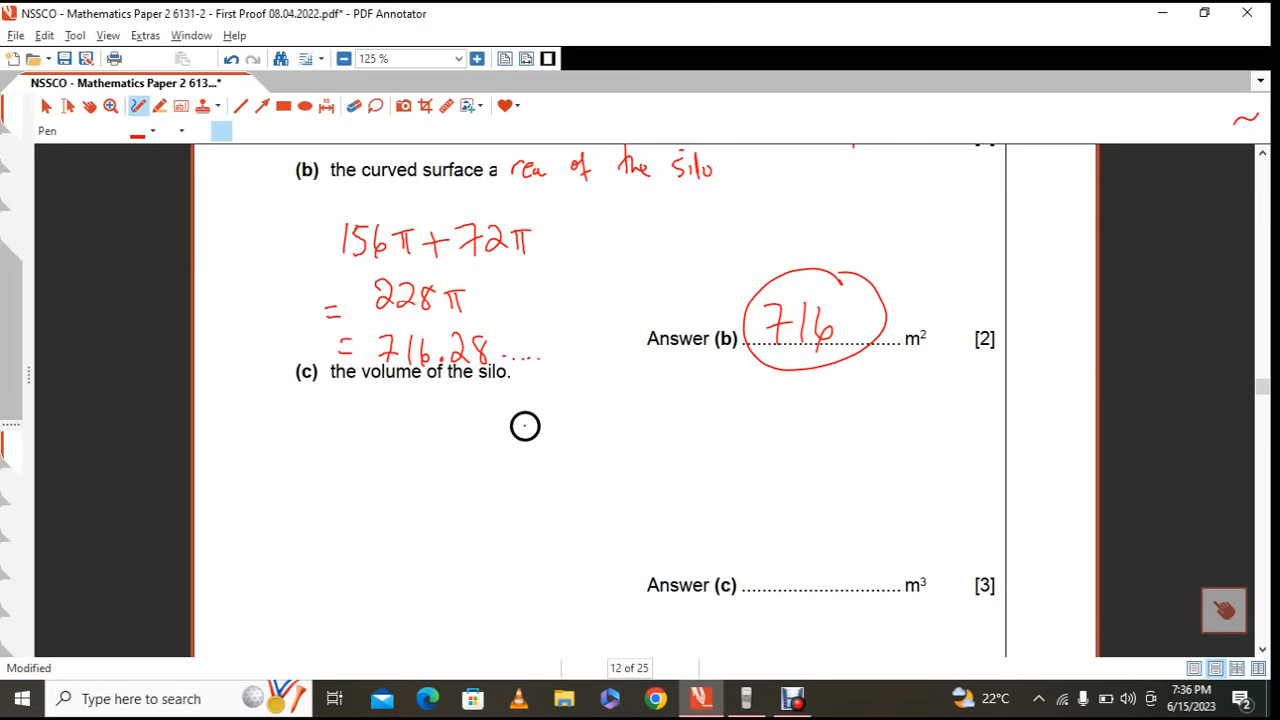 NSSCO - Mathematics Paper 2 6131-2 - First Proof 08.04.2022.pdf* - PDF Annotator
File Edit Tool View Extras Window Help
125 %
NSSCO - Mathematics Paper 2 613...*
Pen
(b) the curved surface a rea of the silo
156π + 72π
= 228π
= 716.28 .....
Answer (b) 716 .............................. m² [2]
(c) the volume of the silo.
Answer (c) .............................. m³ [3]
Modified
12 of 25
Type here to search
22°C
7:36 PM
6/15/2023
2